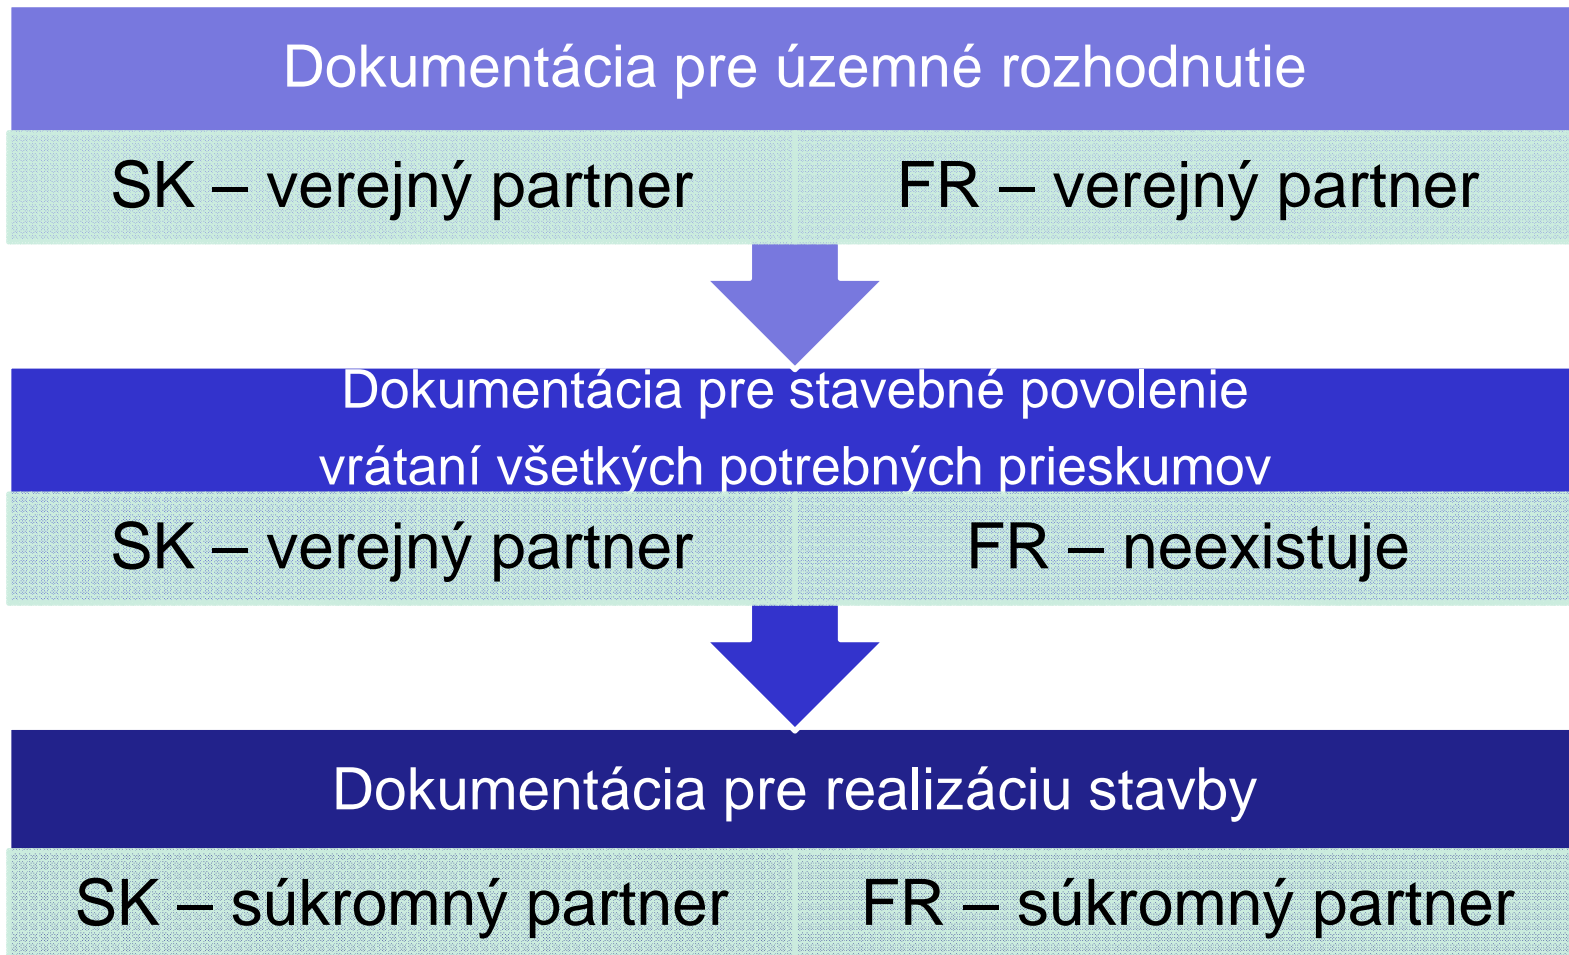 Dokumentácia pre územné rozhodnutie
SK – verejný partner
FR – verejný partner
Dokumentácia pre stavebné povolenie
vrátaní všetkých potrebných prieskumov
SK – verejný partner
FR – neexistuje
Dokumentácia pre realizáciu stavby
SK – súkromný partner
FR – súkromný partner